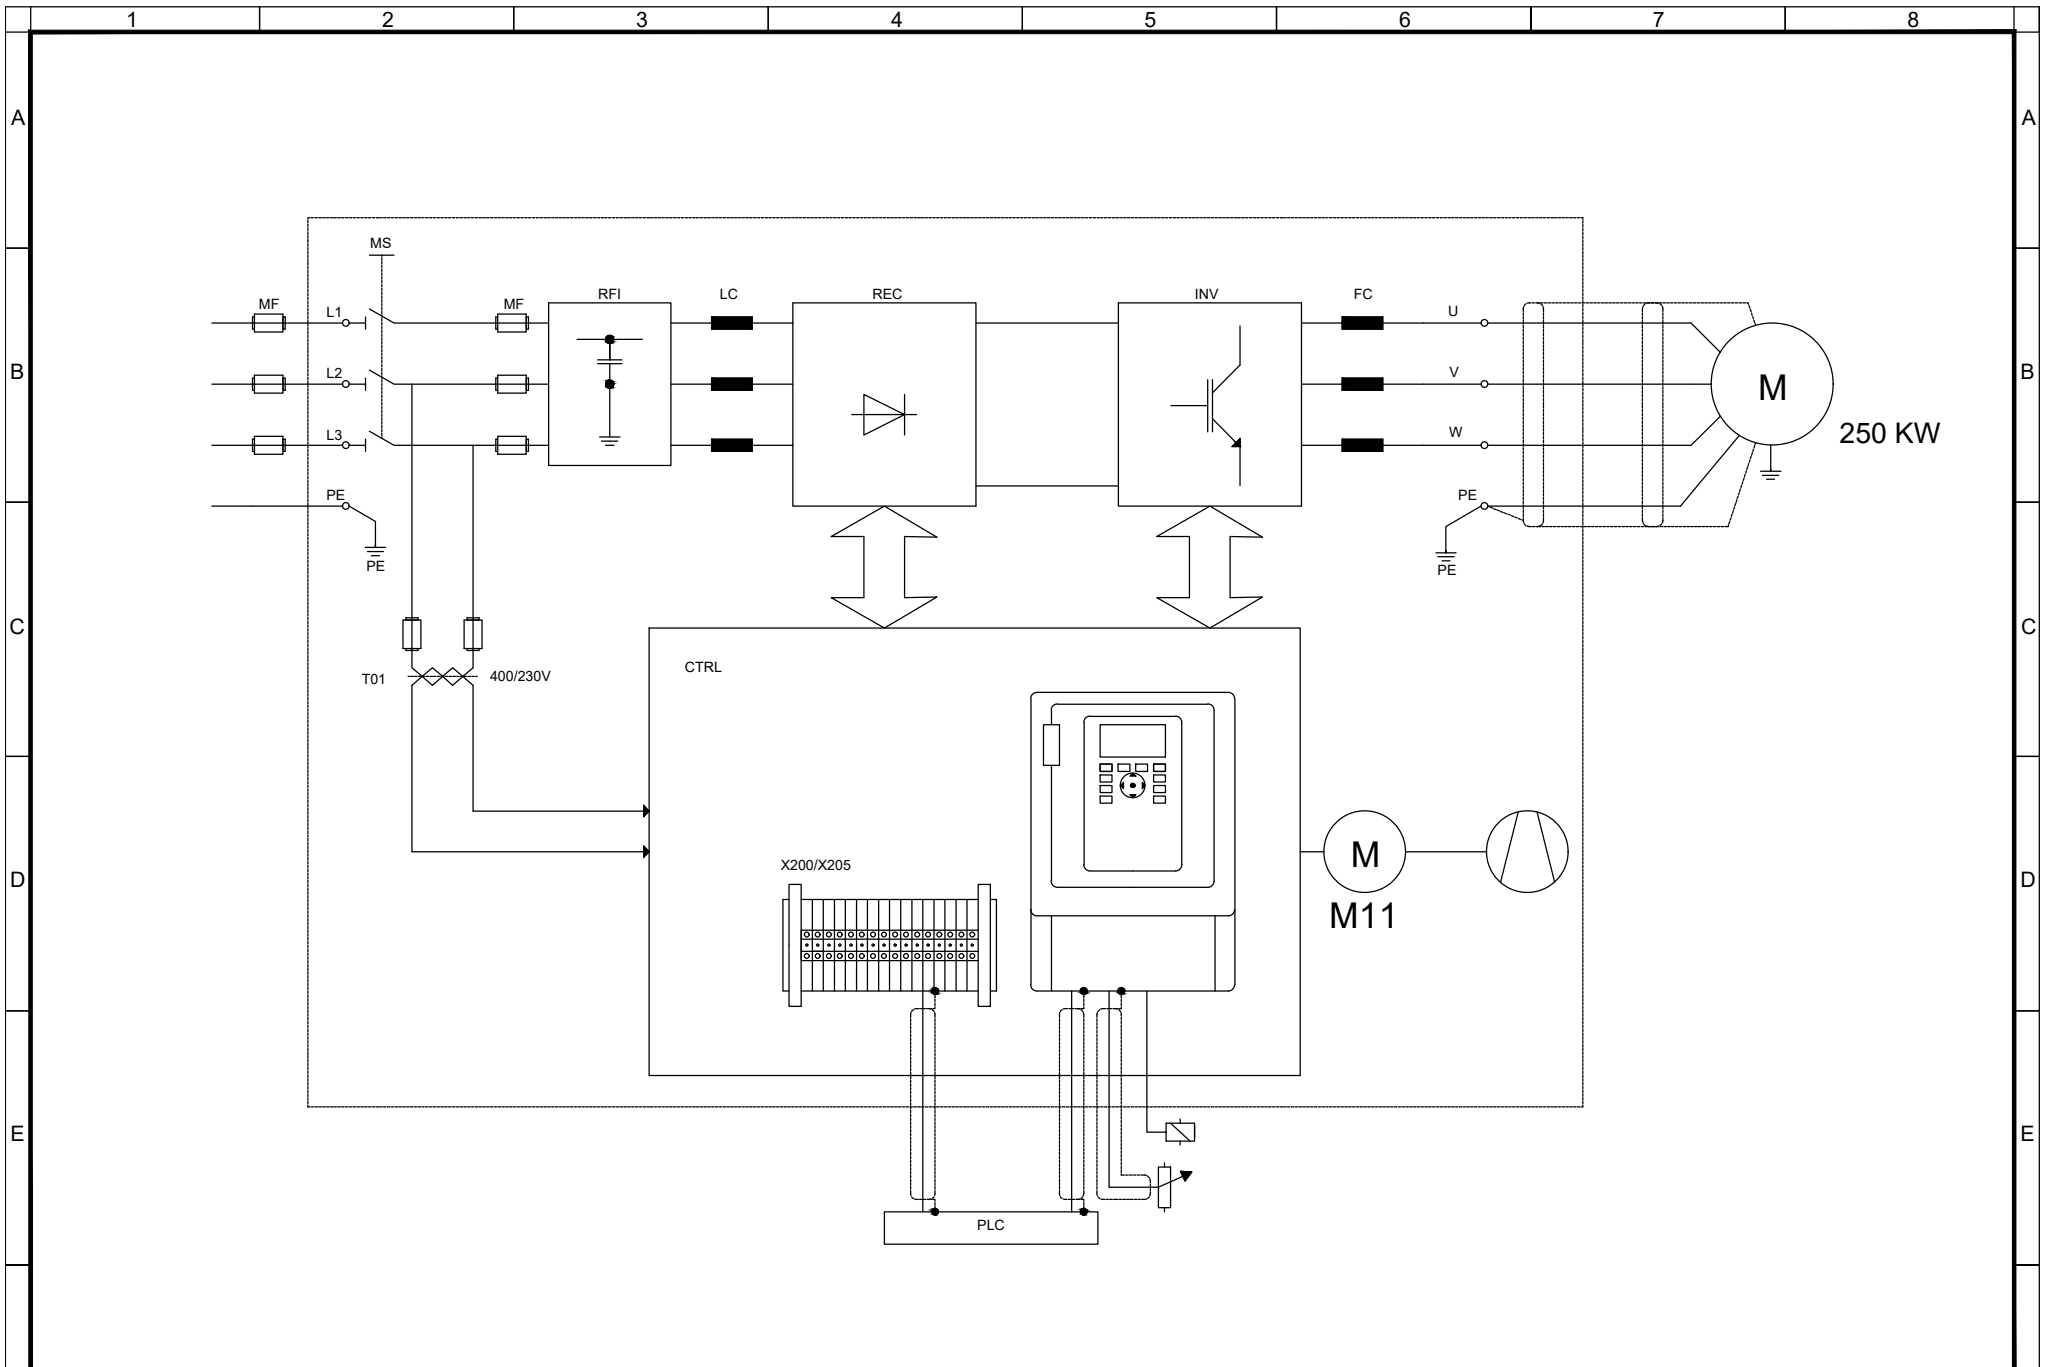 1 2 3 4 5 6 7 8
A A
MS
MF L1 MF RFI LC REC INV FC U
B L2 V M B
L3 W 250 KW
PE PE
PE PE
C C
CTRL
T01 400/230V
X200/X205 M
D D
M11
E E
PLC